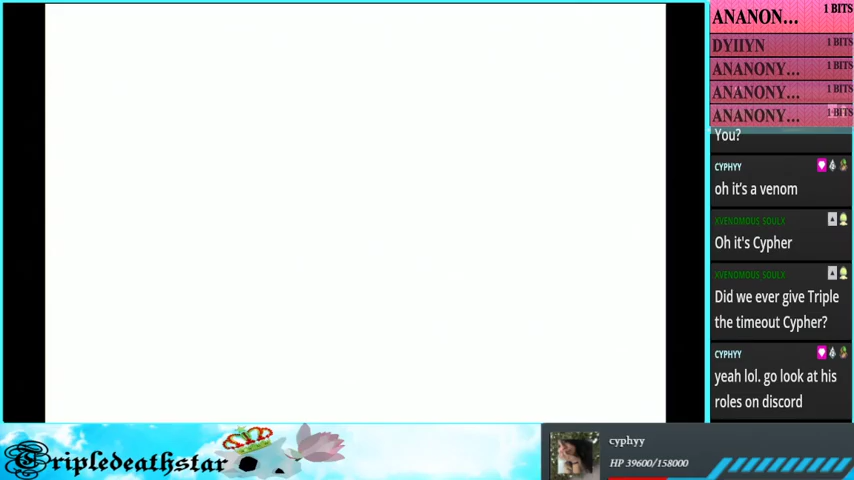 ANANON... 1 BITS
DYIIYN 1 BITS
ANANONY... 1 BITS
ANANONY... 1 BITS
ANANONY... 1 BITS
You?
CYPHYY
oh it's a venom
XVENOMOUS SOULX
Oh it's Cypher
XVENOMOUS SOULX
Did we ever give Triple
the timeout Cypher?
CYPHYY
yeah lol. go look at his
roles on discord
Tripledeathstar
cyphyy
HP 39600/158000